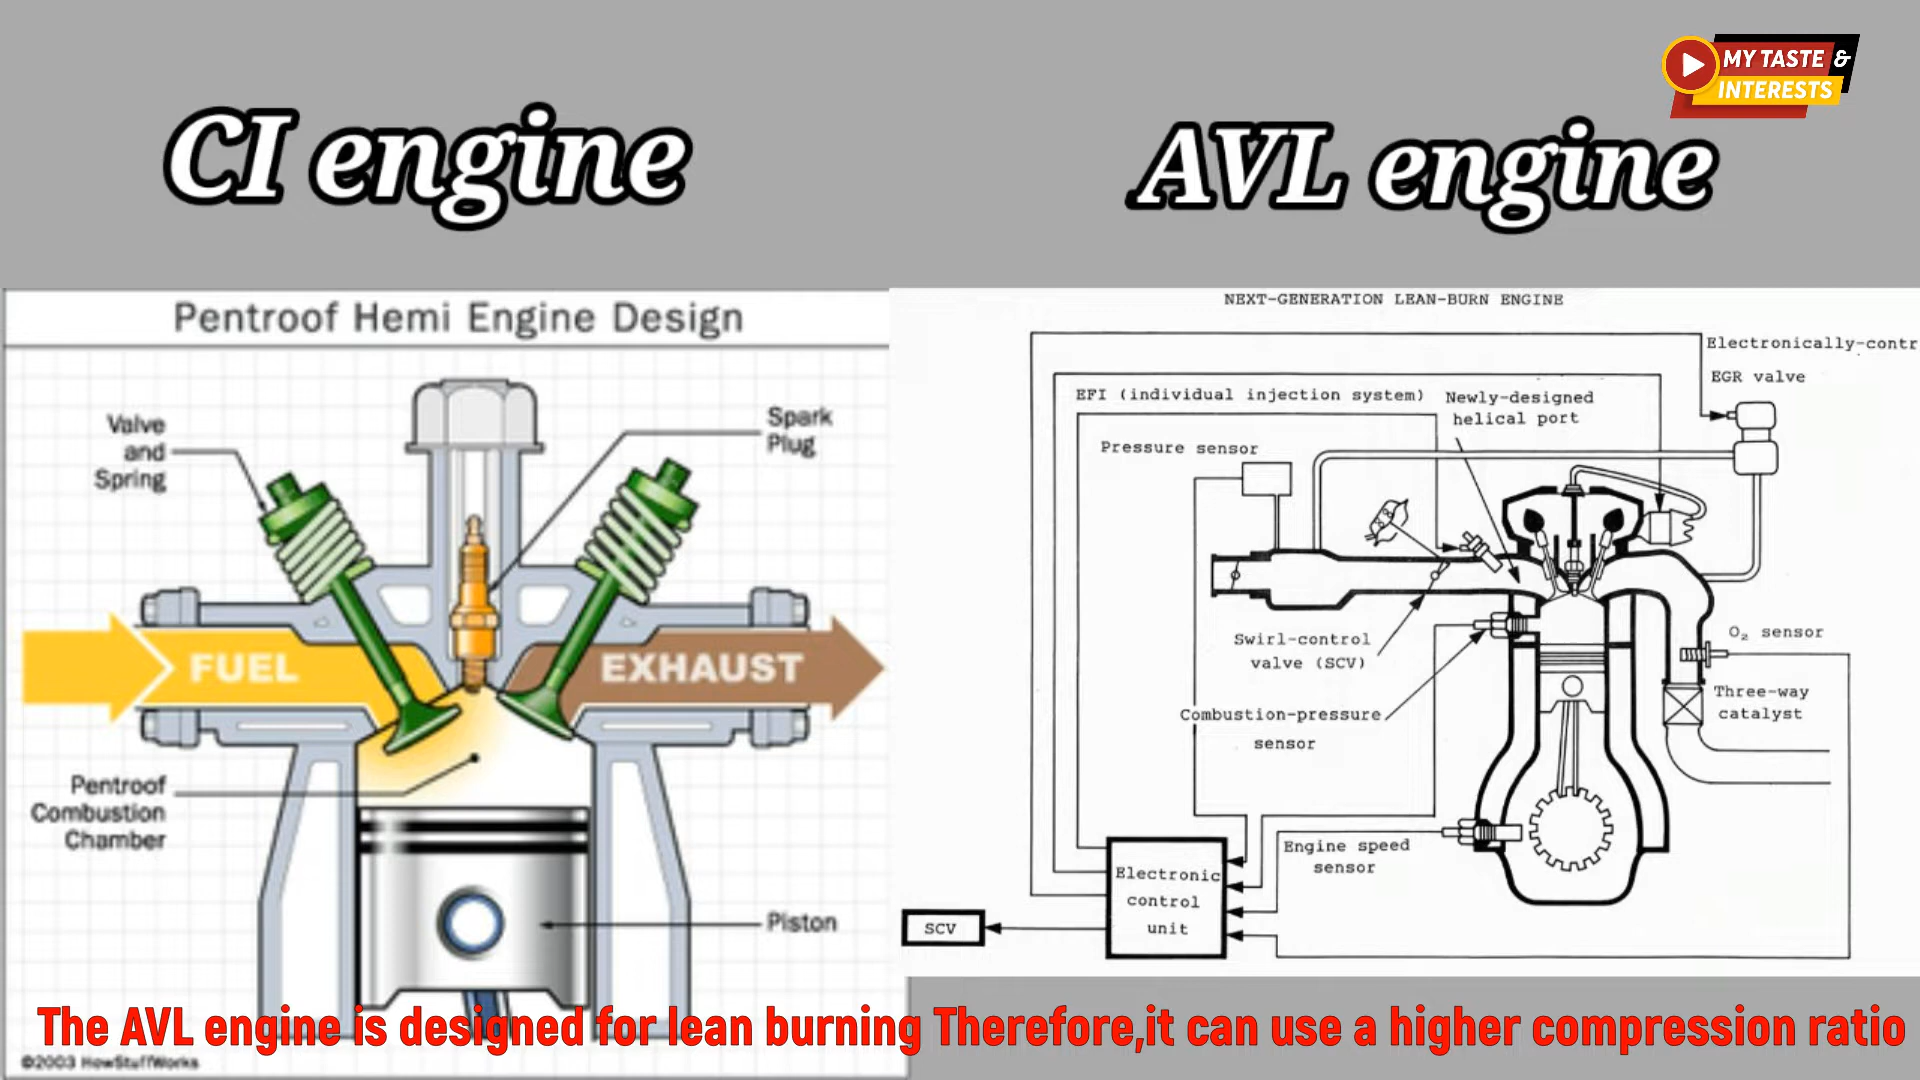 MY TASTE &
INTERESTS
CI engine
AVL engine
Pentroof Hemi Engine Design
Valve
and
Spring
Spark
Plug
FUEL
EXHAUST
Pentroof
Combustion
Chamber
Piston
©2003 HowStuffWorks
NEXT-GENERATION LEAN-BURN ENGINE
Electronically-contr
EGR valve
EFI (individual injection system)
Newly-designed
helical port
Pressure sensor
Swirl-control
valve (SCV)
O₂ sensor
Three-way
catalyst
Combustion-pressure
sensor
Engine speed
sensor
Electronic
control
unit
SCV
The AVL engine is designed for lean burning Therefore,it can use a higher compression ratio